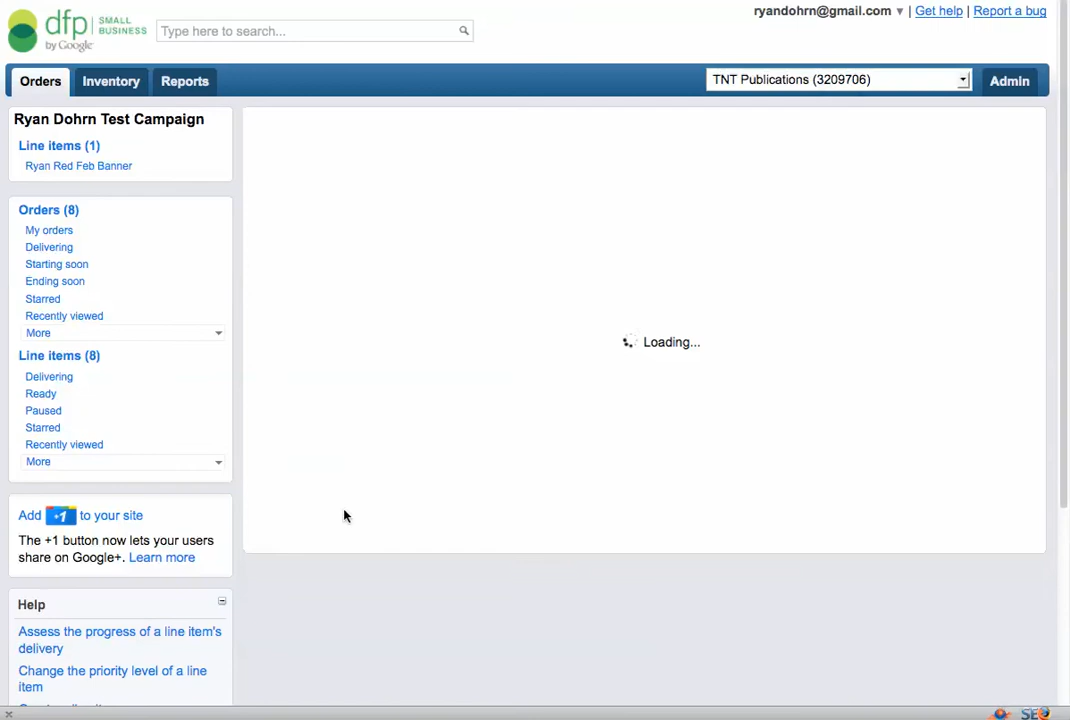 dfp SMALL BUSINESS
by Google
Type here to search...
ryandohrn@gmail.com ▼ | Get help | Report a bug
Orders
Inventory
Reports
TNT Publications (3209706)
Admin
Ryan Dohrn Test Campaign
Line items (1)
Ryan Red Feb Banner
Orders (8)
My orders
Delivering
Starting soon
Ending soon
Starred
Recently viewed
More
Line items (8)
Delivering
Ready
Paused
Starred
Recently viewed
More
Add +1 to your site
The +1 button now lets your users
share on Google+. Learn more
Help
Assess the progress of a line item's
delivery
Change the priority level of a line
item
Loading...
SEO